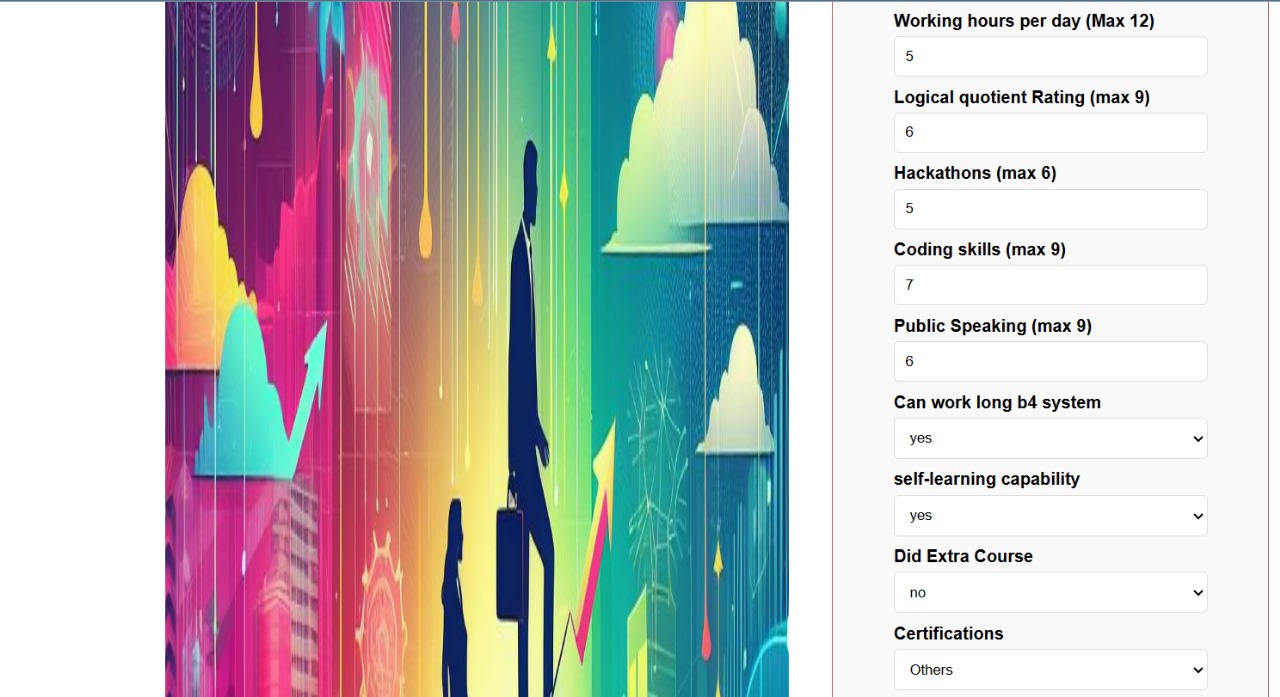 Working hours per day (Max 12)
5
Logical quotient Rating (max 9)
6
Hackathons (max 6)
5
Coding skills (max 9)
7
Public Speaking (max 9)
6
Can work long b4 system
yes
self-learning capability
yes
Did Extra Course
no
Certifications
Others